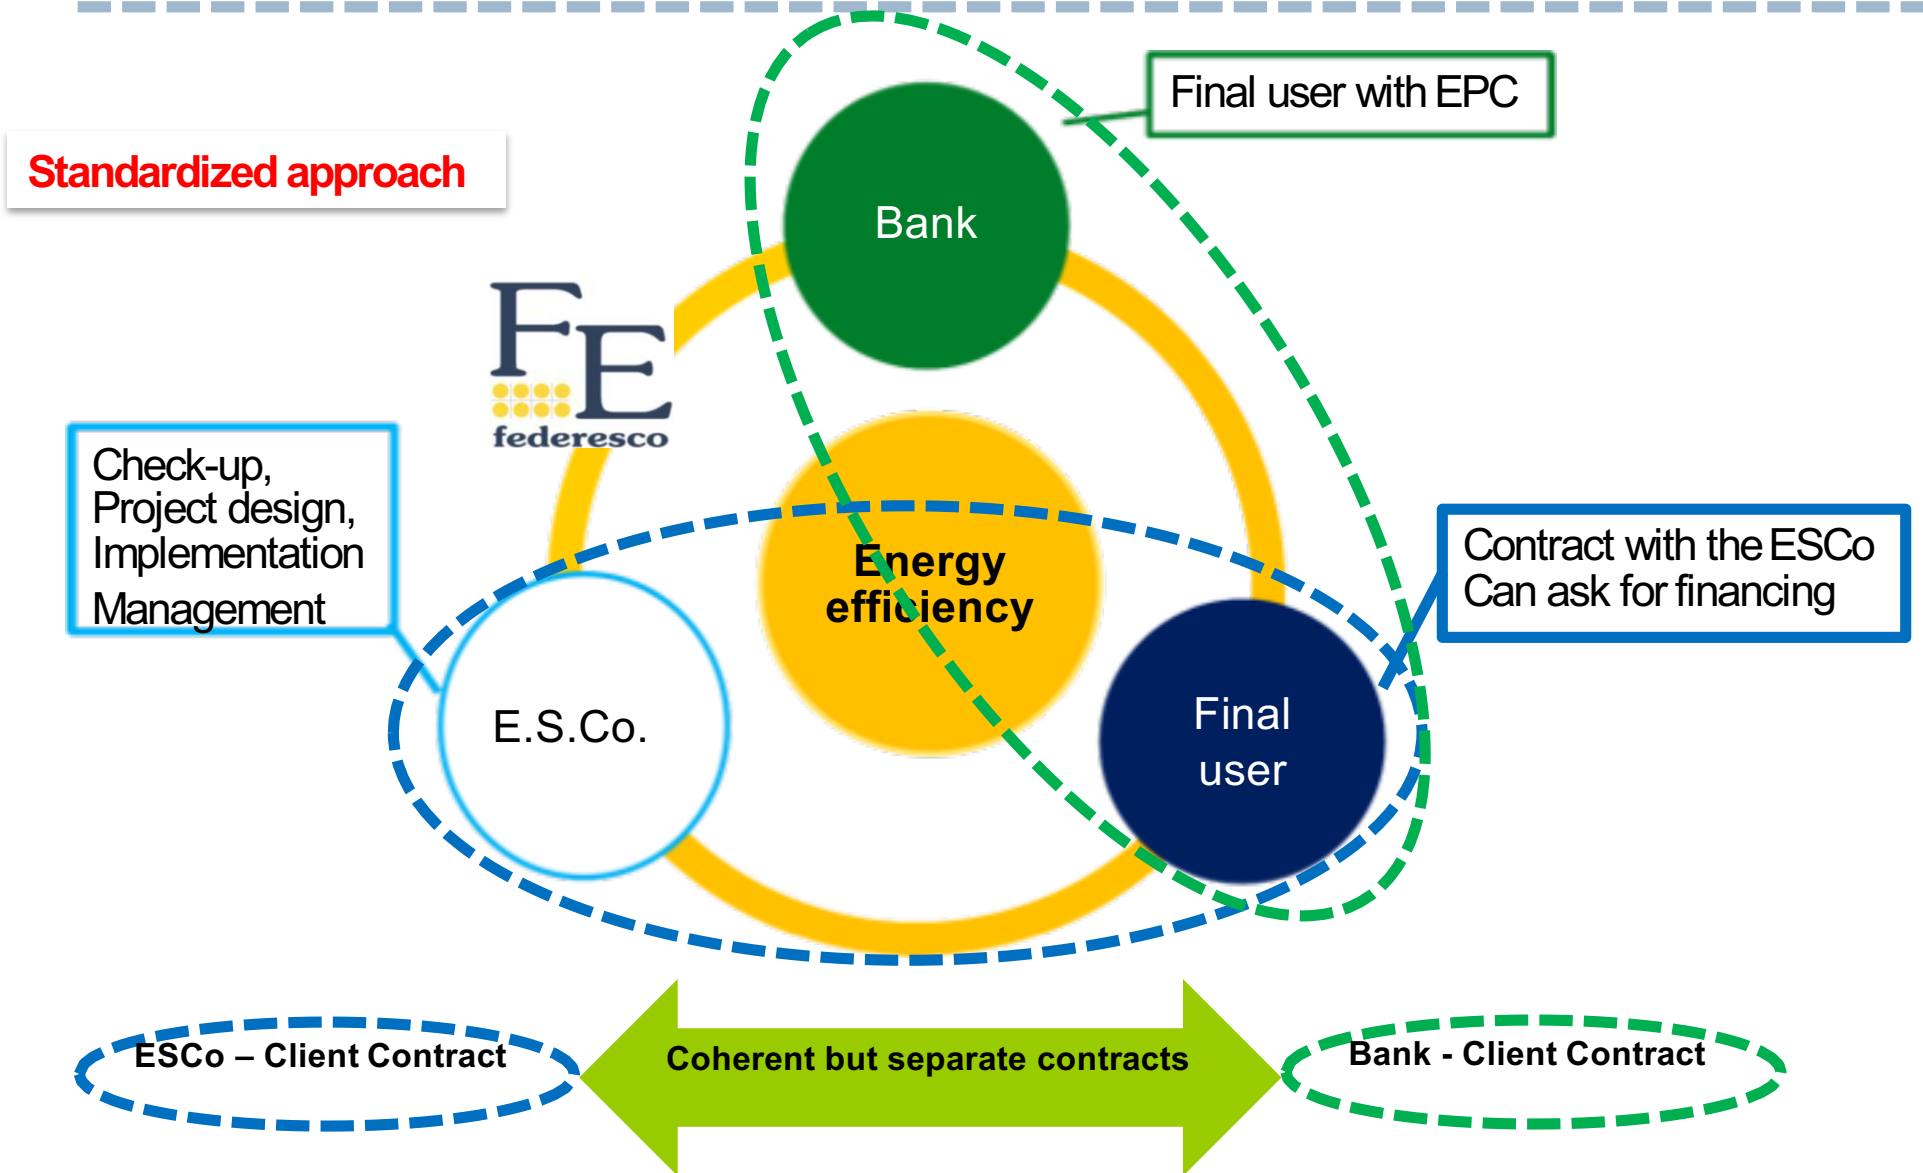 Final user with EPC
Standardized approach
Bank
FE
federesco
Check-up,
Project design,
Implementation
Management
Energy
efficiency
Contract with the ESCo
Can ask for financing
E.S.Co.
Final
user
ESCo – Client Contract
Coherent but separate contracts
Bank - Client Contract